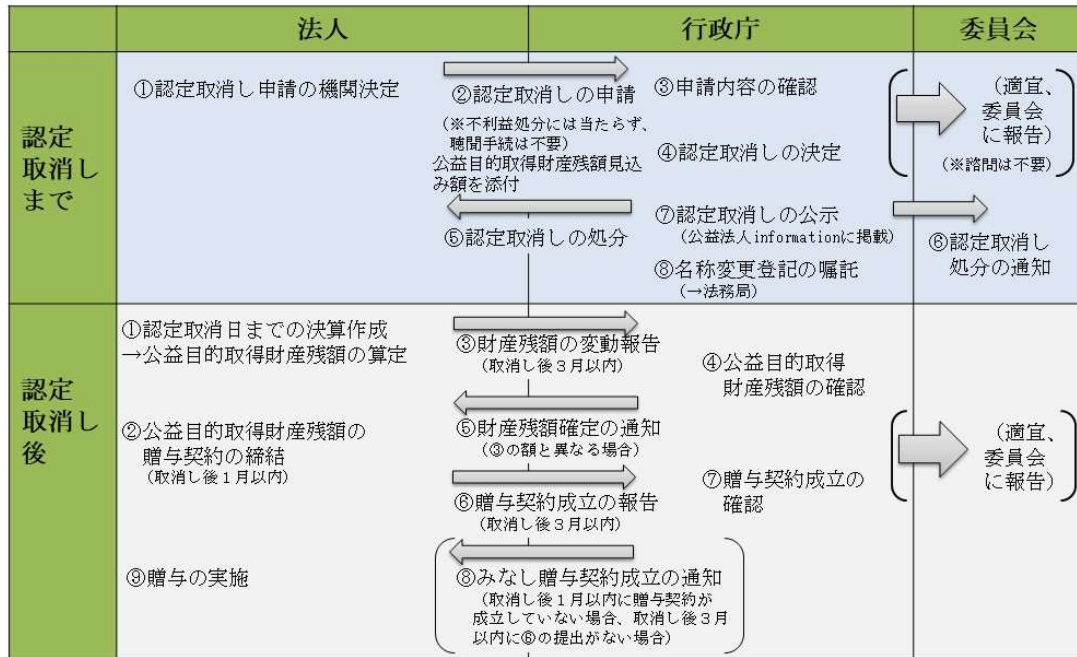 法人
行政庁
委員会
認定
取消し
まで
①認定取消し申請の機関決定
②認定取消しの申請
(※不利益処分には当たらず、
聴聞手続は不要)
公益目的取得財産残額見込
み額を添付
③申請内容の確認
④認定取消しの決定
(適宜、
委員会
に報告)
(※諮問は不要)
⑤認定取消しの処分
⑦認定取消しの公示
(公益法人informationに掲載)
⑧名称変更登記の嘱託
(→法務局)
⑥認定取消し
処分の通知
認定
取消し
後
①認定取消日までの決算作成
→公益目的取得財産残額の算定
③財産残額の変動報告
(取消し後3月以内)
④公益目的取得
財産残額の確認
②公益目的取得財産残額の
贈与契約の締結
(取消し後1月以内)
⑤財産残額確定の通知
(③の額と異なる場合)
(適宜、
委員会
に報告)
⑥贈与契約成立の報告
(取消し後3月以内)
⑦贈与契約成立の
確認
⑨贈与の実施
⑧みなし贈与契約成立の通知
(取消し後1月以内に贈与契約が
成立していない場合、取消し後3月
以内に⑥の提出がない場合)